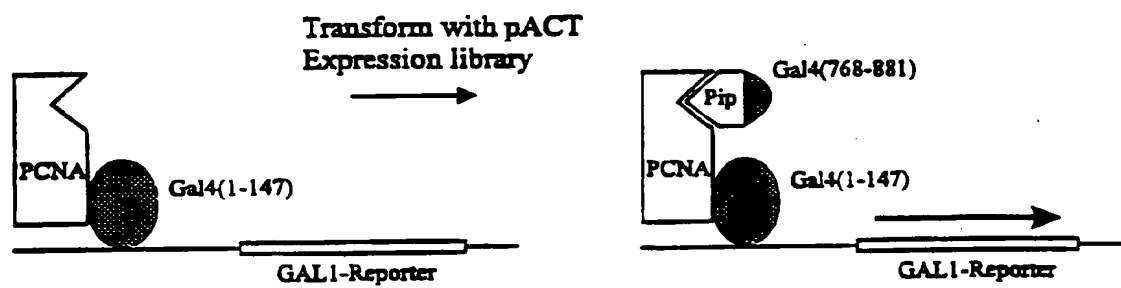 Transform with pACT
Expression library
PCNA
Gal4(1-147)
GAL1-Reporter
Pip
Gal4(768-881)
PCNA
Gal4(1-147)
GAL1-Reporter